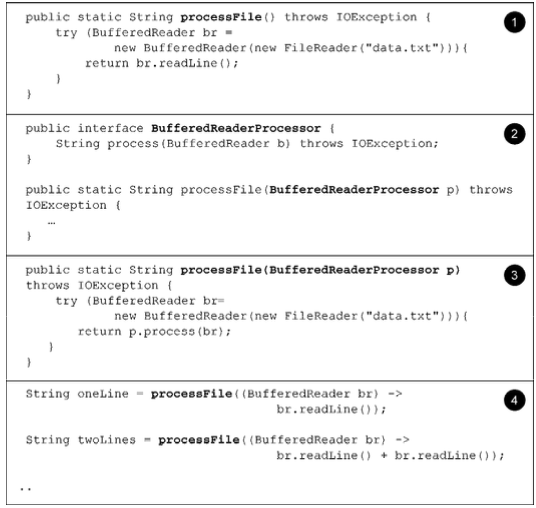 public static String processFile() throws IOException {
try (BufferedReader br =
new BufferedReader(new FileReader("data.txt"))){
return br.readLine();
}
}
1
public interface BufferedReaderProcessor {
String process(BufferedReader b) throws IOException;
}
public static String processFile(BufferedReaderProcessor p) throws
IOException {
…
}
2
public static String processFile(BufferedReaderProcessor p)
throws IOException {
try (BufferedReader br=
new BufferedReader(new FileReader("data.txt"))){
return p.process(br);
}
}
3
String oneLine = processFile((BufferedReader br) ->
br.readLine());
String twoLines = processFile((BufferedReader br) ->
br.readLine() + br.readLine());
..
4